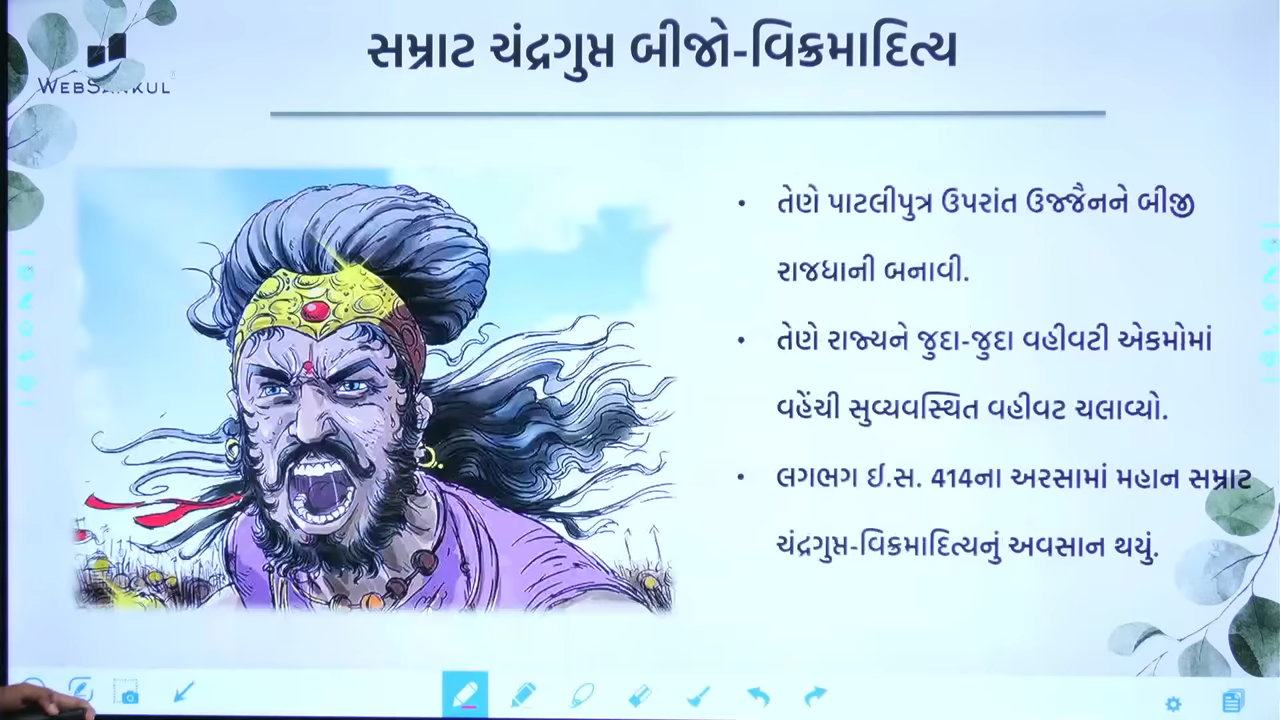 સમ્રાટ ચંદ્રગુપ્ત બીજો-વિક્રમાદિત્ય
WEBSANKUL
• તેણે પાટલીપુત્ર ઉપરાંત ઉજ્જૈનને બીજી
રાજધાની બનાવી.
• તેણે રાજ્યને જુદા-જુદા વહીવટી એકમોમાં
વહેંચી સુવ્યવસ્થિત વહીવટ ચલાવ્યો.
• લગભગ ઈ.સ. 414ના અરસામાં મહાન સમ્રાટ
ચંદ્રગુપ્ત-વિક્રમાદિત્યનું અવસાન થયું.